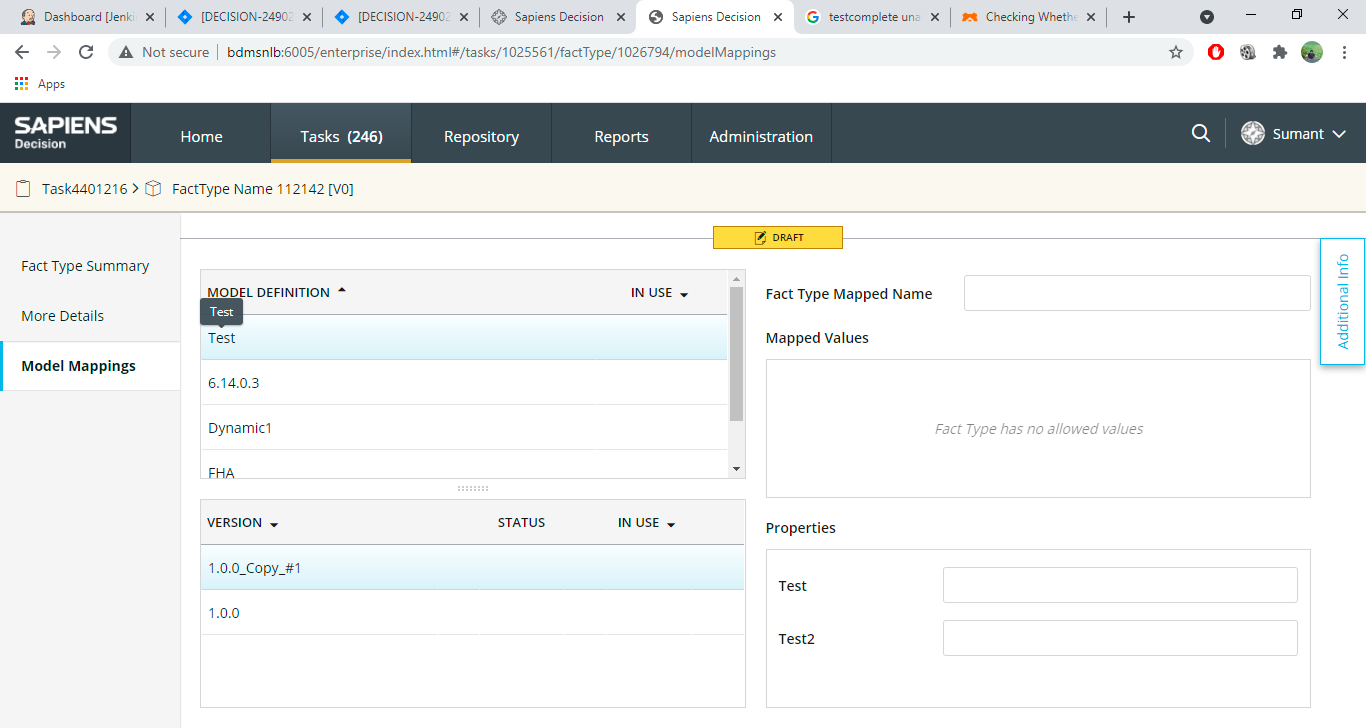 Dashboard [Jenki
[DECISION-24902
[DECISION-24902
Sapiens Decision
Sapiens Decision
testcomplete una
Checking Whethe
Not secure
bdmsnlb:6005/enterprise/index.html#/tasks/1025561/factType/1026794/modelMappings
Apps
SAPIENS
Decision
Home
Tasks (246)
Repository
Reports
Administration
Sumant
Task4401216
FactType Name 112142 [V0]
DRAFT
Fact Type Summary
More Details
Model Mappings
MODEL DEFINITION
IN USE
Test
Test
6.14.0.3
Dynamic1
FHA
VERSION
STATUS
IN USE
1.0.0_Copy_#1
1.0.0
Fact Type Mapped Name
Mapped Values
Fact Type has no allowed values
Properties
Test
Test2
Additional Info